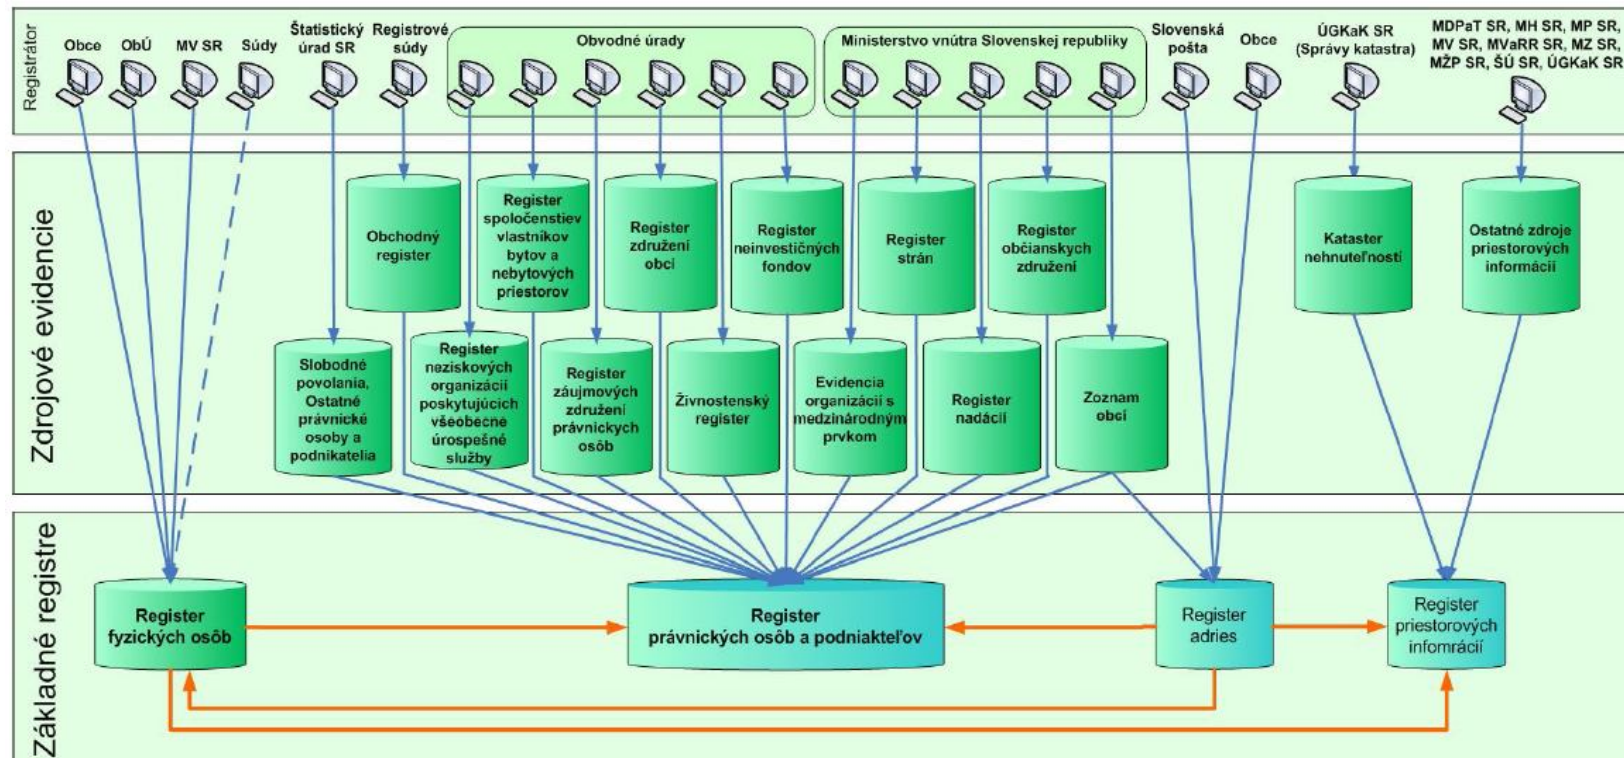 Registrátor
Obce
ObÚ
MV SR
Súdy
Štatistický
úrad SR
Registrové
súdy
Obvodné úrady
Ministerstvo vnútra Slovenskej republiky
Slovenská
pošta
Obce
ÚGKaK SR
(Správy katastra)
MDPaT SR, MH SR, MP SR,
MV SR, MVaRR SR, MZ SR,
MŽP SR, ŠÚ SR, ÚGKaK SR
Zdrojové evidencie
Obchodný
register
Register
spoločenstiev
vlastníkov
bytov a
nebytových
priestorov
Register
združení
obcí
Register
neinvestičných
fondov
Register
strán
Register
občianskych
združení
Kataster
nehnuteľností
Ostatné zdroje
priestorových
informácií
Slobodné
povolania,
Ostatné
právnické
osoby a
podnikatelia
Register
neziskových
organizácií
poskytujúcich
všeobecne
úrospešné
služby
Register
záujmových
združení
právnickych
osôb
Živnostenský
register
Evidencia
organizácií s
medzinárodným
prvkom
Register
nadácií
Zoznam
obcí
Základné registre
Register
fyzických osôb
Register
právnických osôb a podniakteľov
Register
adries
Register
priestorových
infomrácií